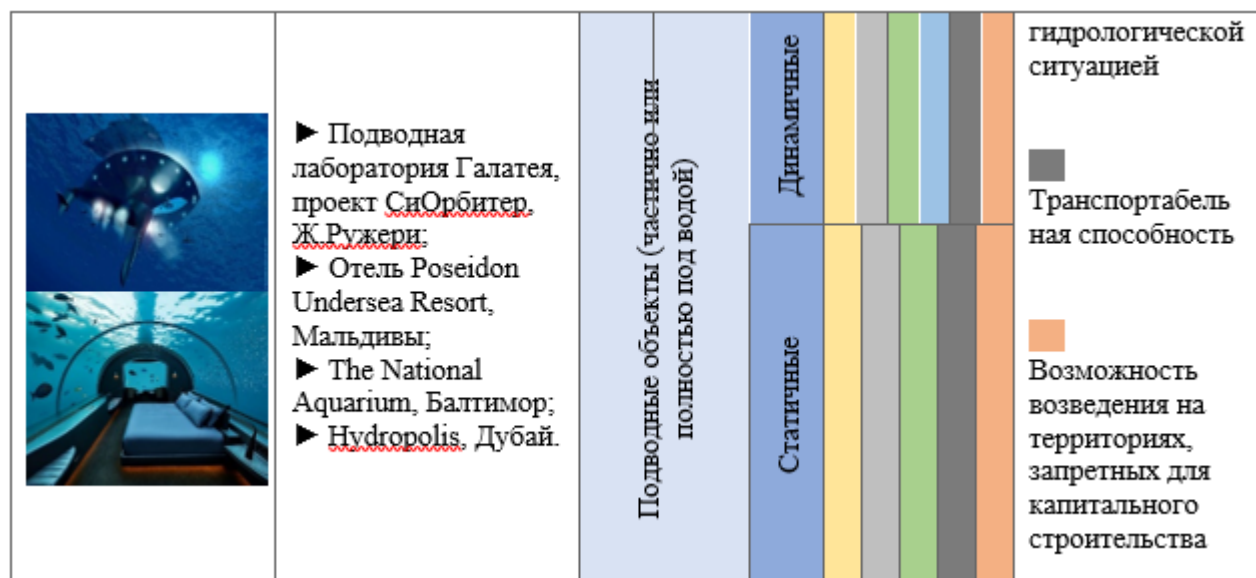 ► Подводная
лаборатория Галатея,
проект СиОрбитер,
Ж.Ружери;
► Отель Poseidon
Undersea Resort,
Мальдивы;
► The National
Aquarium, Балтимор;
► Hydropolis, Дубай.
Подводные объекты (частично или
полностью под водой)
Динамичные
Статичные
гидрологической
ситуацией
Транспортабель
ная способность
Возможность
возведения на
территориях,
запретных для
капитального
строительства